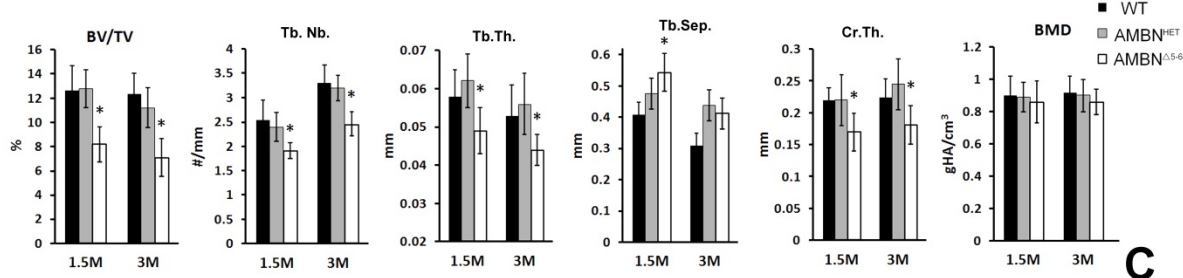 WT
AMBN^HET
AMBN^△5-6
BV/TV
16
14
12
10
8
6
4
2
0
%
*
*
1.5M 3M
Tb. Nb.
4
3.5
3
2.5
2
1.5
1
0.5
0
#/mm
*
*
1.5M 3M
Tb.Th.
0.07
0.06
0.05
0.04
0.03
0.02
mm
*
*
1.5M 3M
Tb.Sep.
0.6
0.5
0.4
0.3
0.2
0.1
0
mm
*
1.5M 3M
Cr.Th.
0.3
0.25
0.2
0.15
0.1
0.05
0
mm
*
*
1.5M 3M
BMD
1.2
1
0.8
0.6
0.4
0.2
0
gHA/cm³
1.5M 3M
C